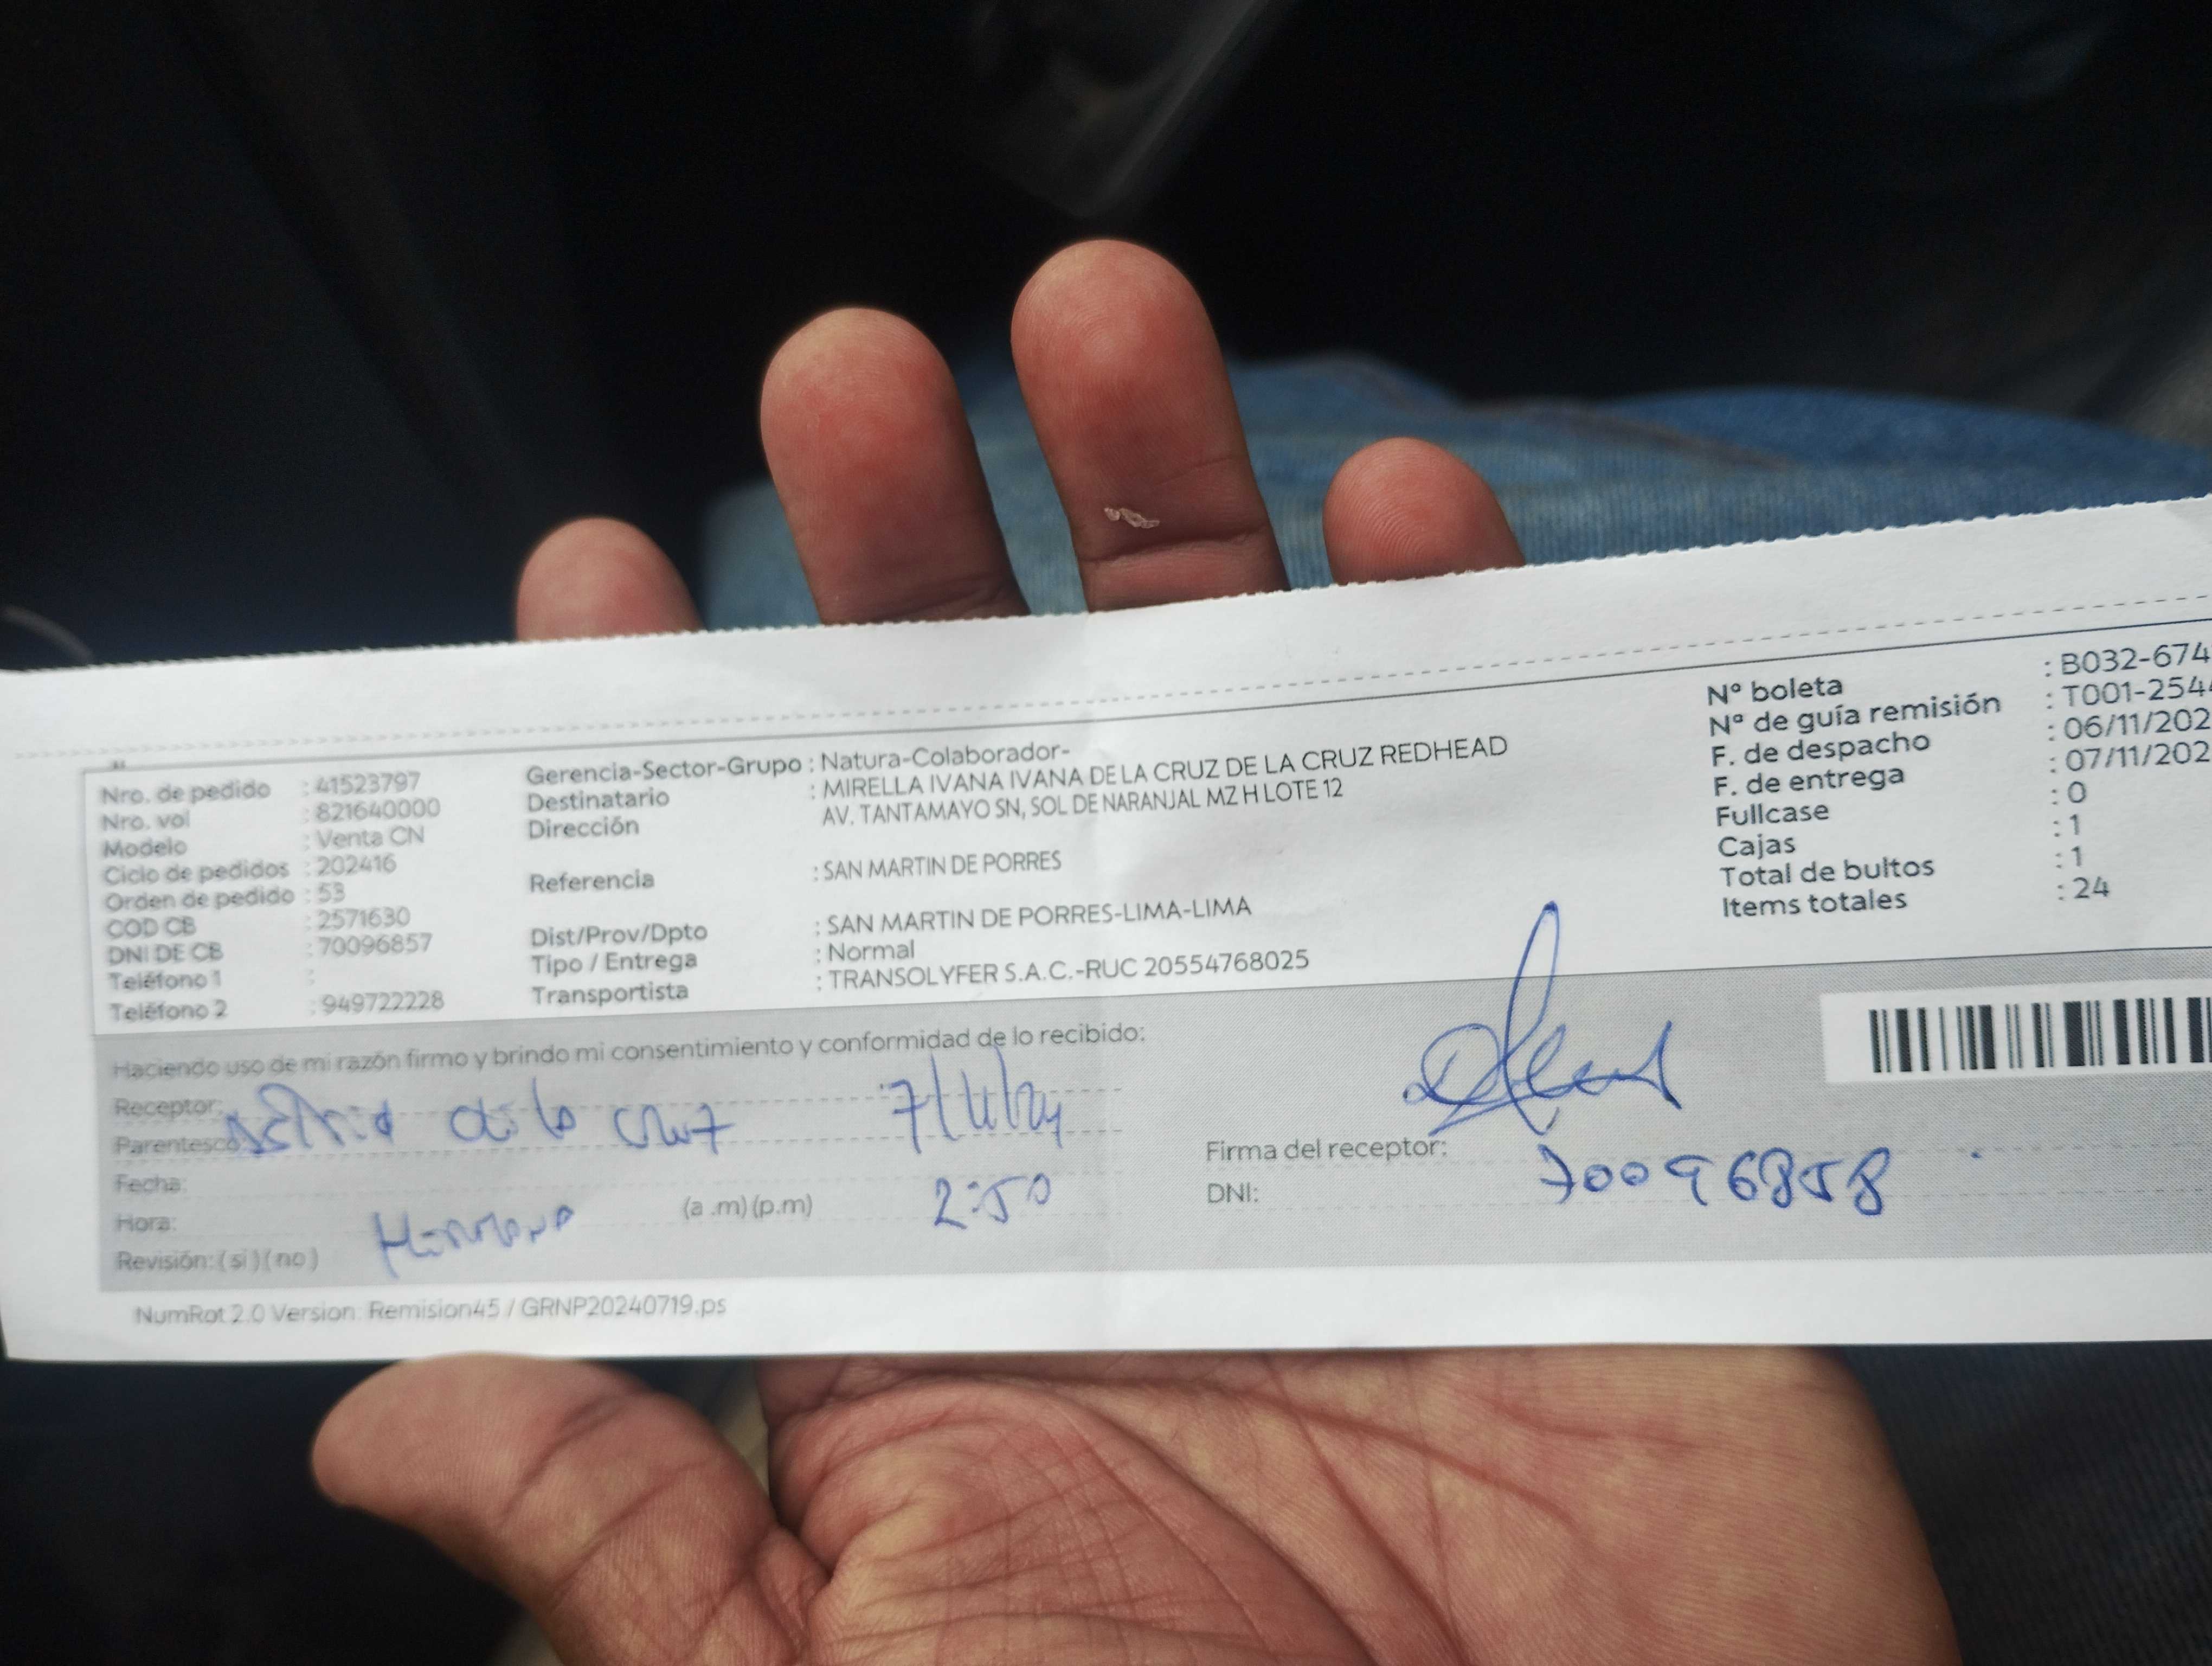 Nro. de pedido : 41523797
Nro. vol : 821640000
Modelo : Venta CN
Ciclo de pedidos : 202416
Orden de pedido : 53
COD CB : 2571630
DNI DE CB : 70096857
Teléfono 1 :
Teléfono 2 : 949722228
Gerencia-Sector-Grupo : Natura-Colaborador-
Destinatario : MIRELLA IVANA IVANA DE LA CRUZ DE LA CRUZ REDHEAD
Dirección AV. TANTAMAYO SN, SOL DE NARANJAL MZ H LOTE 12
Referencia : SAN MARTIN DE PORRES
Dist/Prov/Dpto : SAN MARTIN DE PORRES-LIMA-LIMA
Tipo / Entrega : Normal
Transportista : TRANSOLYFER S.A.C.-RUC 20554768025
N° boleta : B032-674
N° de guía remisión : T001-254
F. de despacho : 06/11/202
F. de entrega : 07/11/202
Fullcase : 0
Cajas : 1
Total de bultos : 1
Items totales : 24
Haciendo uso de mi razón firmo y brindo mi consentimiento y conformidad de lo recibido:
Receptor:
Parentesco: de la Cruz 7/11/24
Fecha:
Hora: (a .m) (p.m) 2:50
Revisión: ( si ) ( no ) Hermana
Firma del receptor:
DNI: 70096858
NumRot 2.0 Version: Remision45 / GRNP20240719.ps